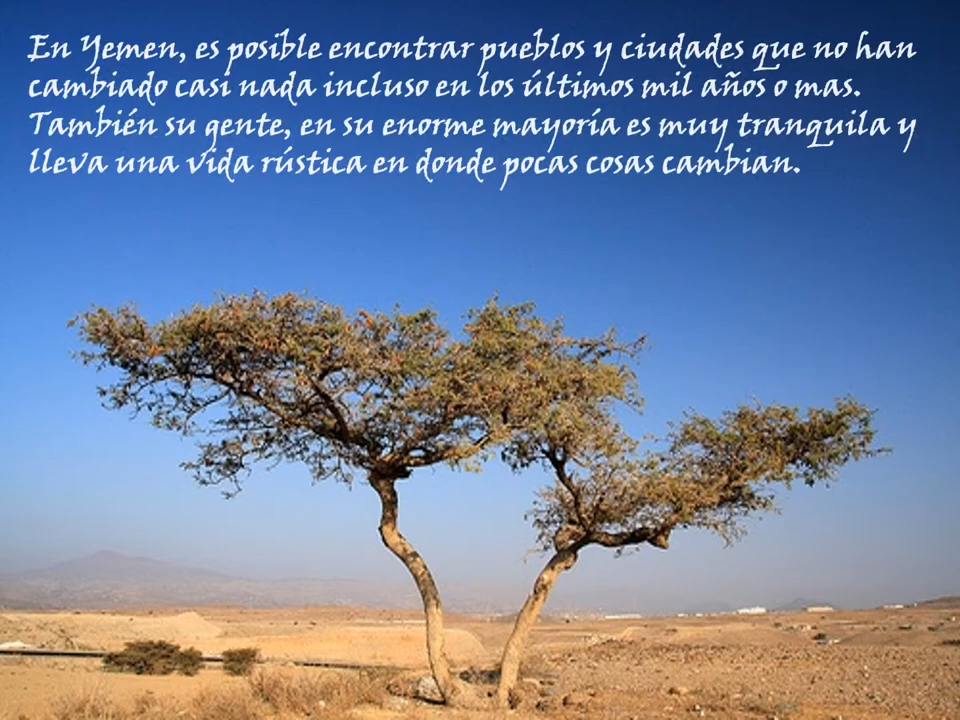 En Yemen, es posible encontrar pueblos y ciudades que no han
cambiado casi nada incluso en los últimos mil años o mas.
También su gente, en su enorme mayoría es muy tranquila y
lleva una vida rústica en donde pocas cosas cambian.